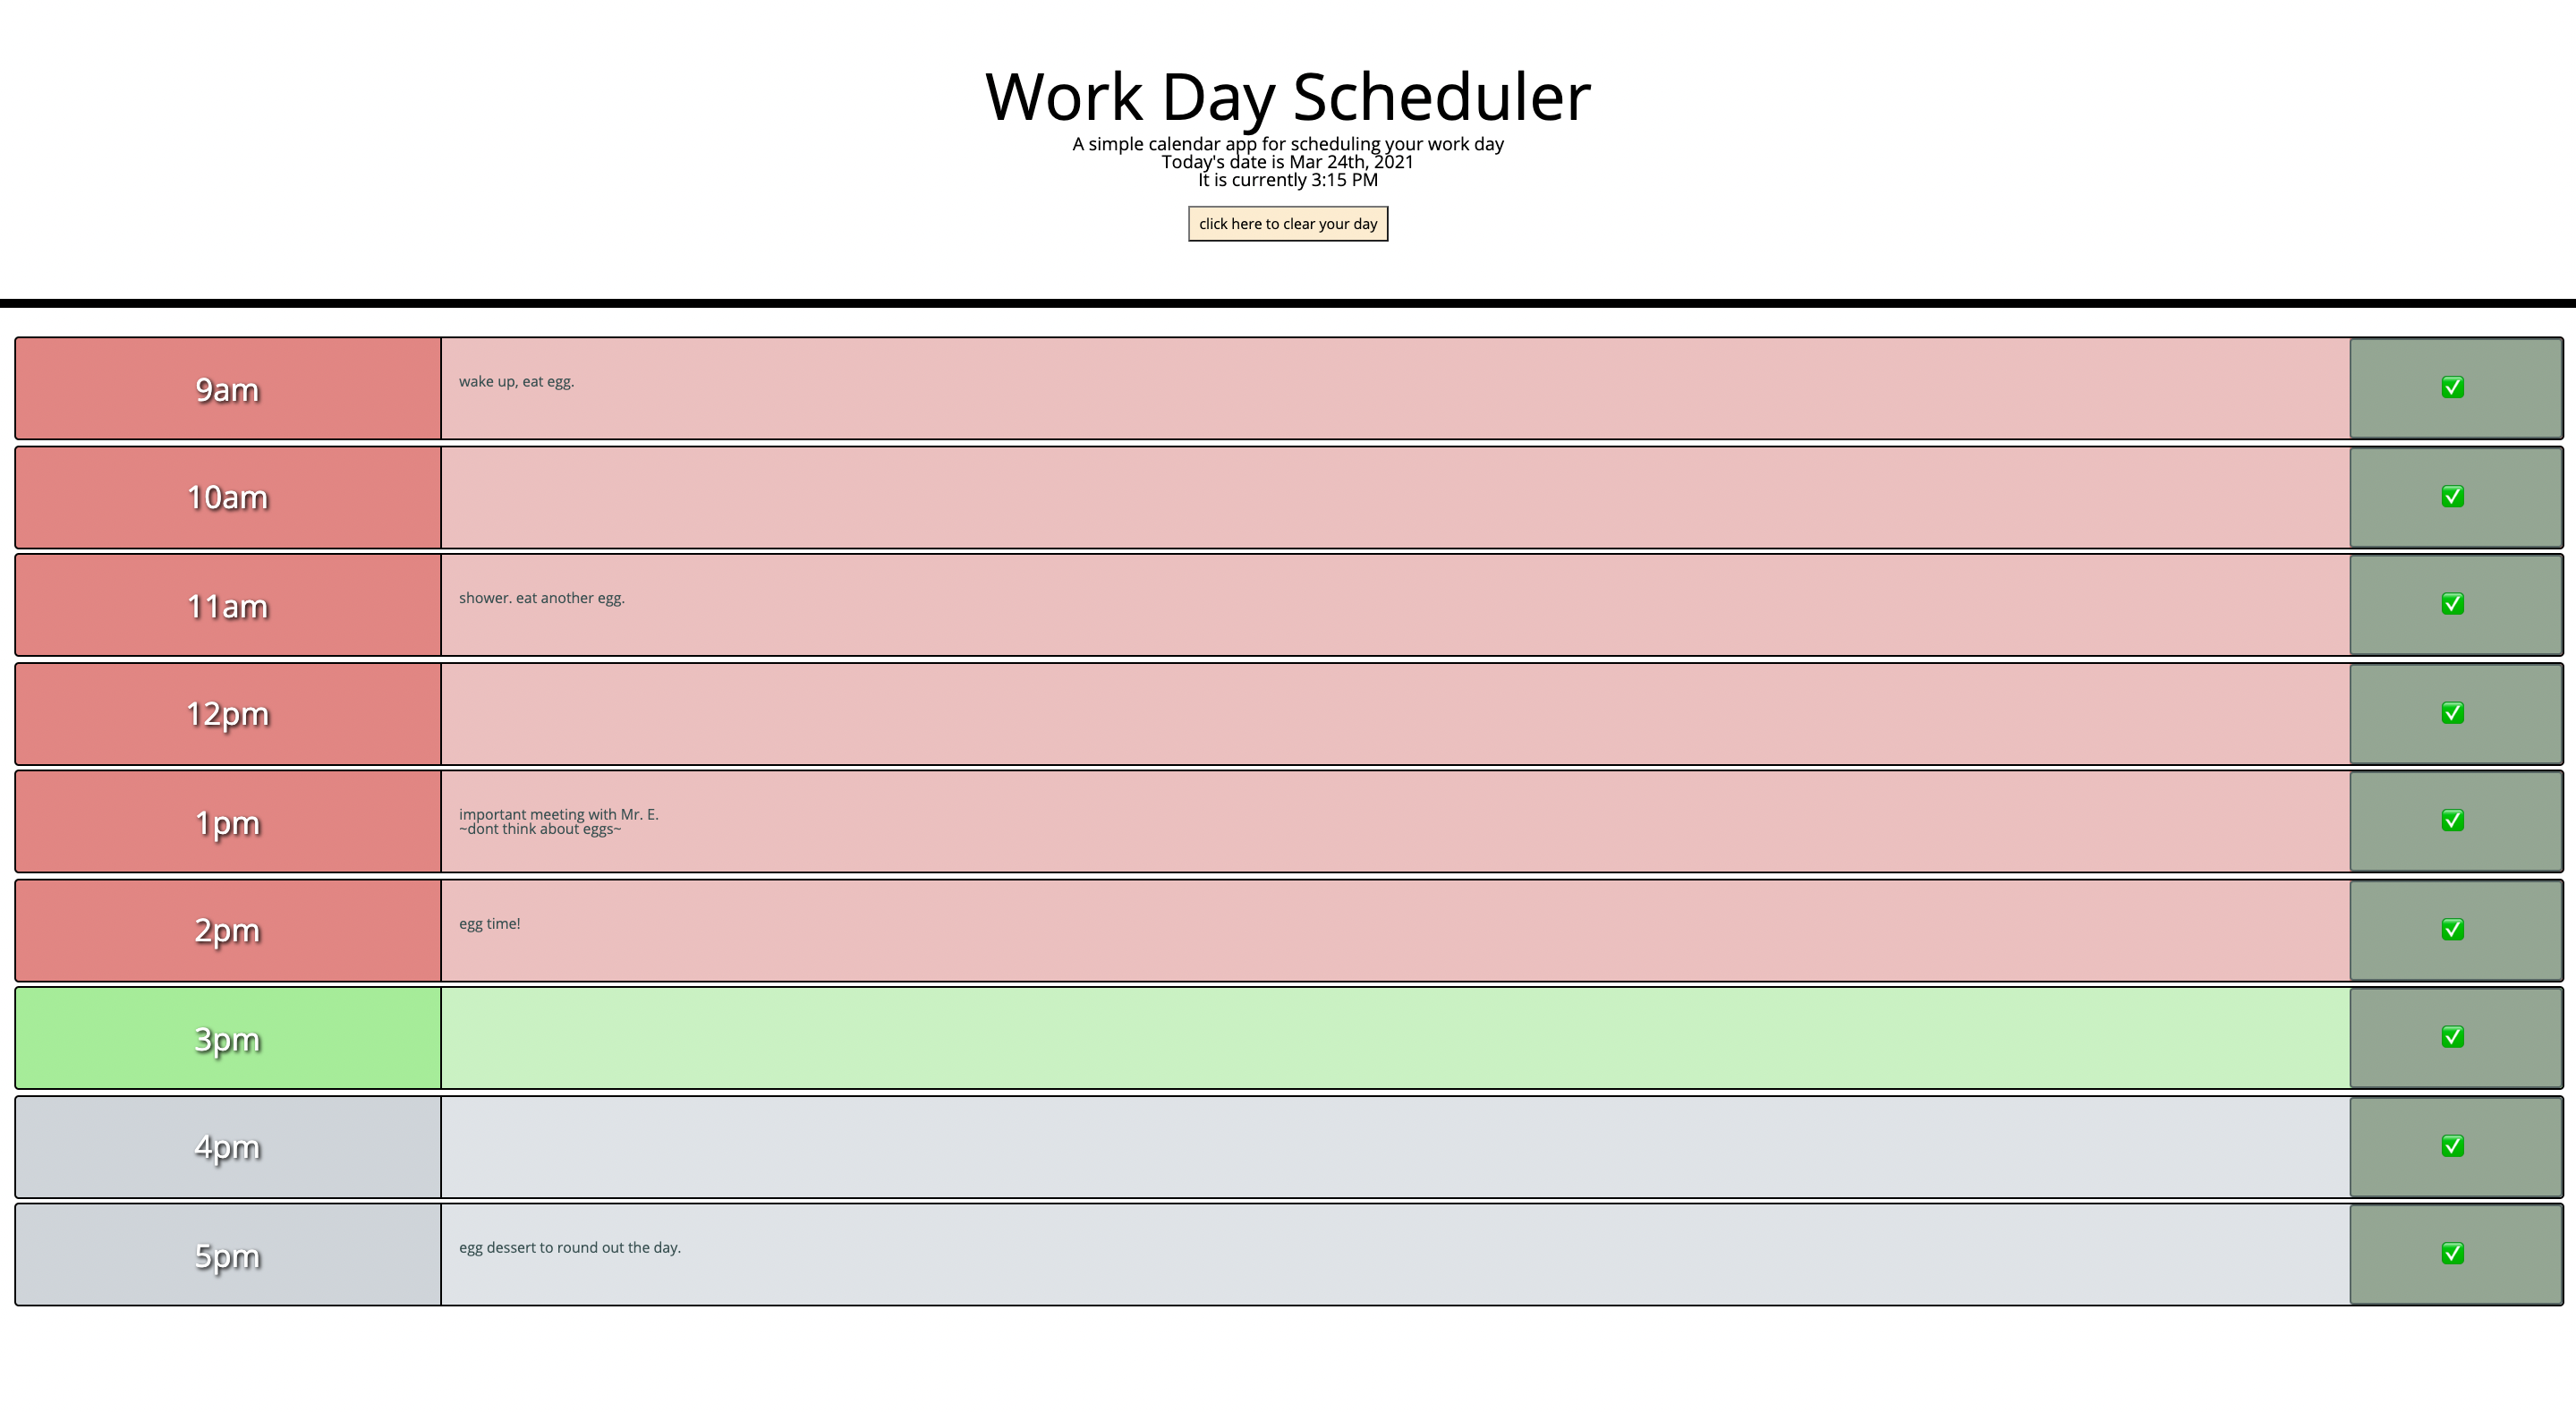 Work Day Scheduler
A simple calendar app for scheduling your work day
Today's date is Mar 24th, 2021
It is currently 3:15 PM
click here to clear your day
9am
wake up, eat egg.
10am
11am
shower. eat another egg.
12pm
1pm
important meeting with Mr. E.
~dont think about eggs~
2pm
egg time!
3pm
4pm
5pm
egg dessert to round out the day.